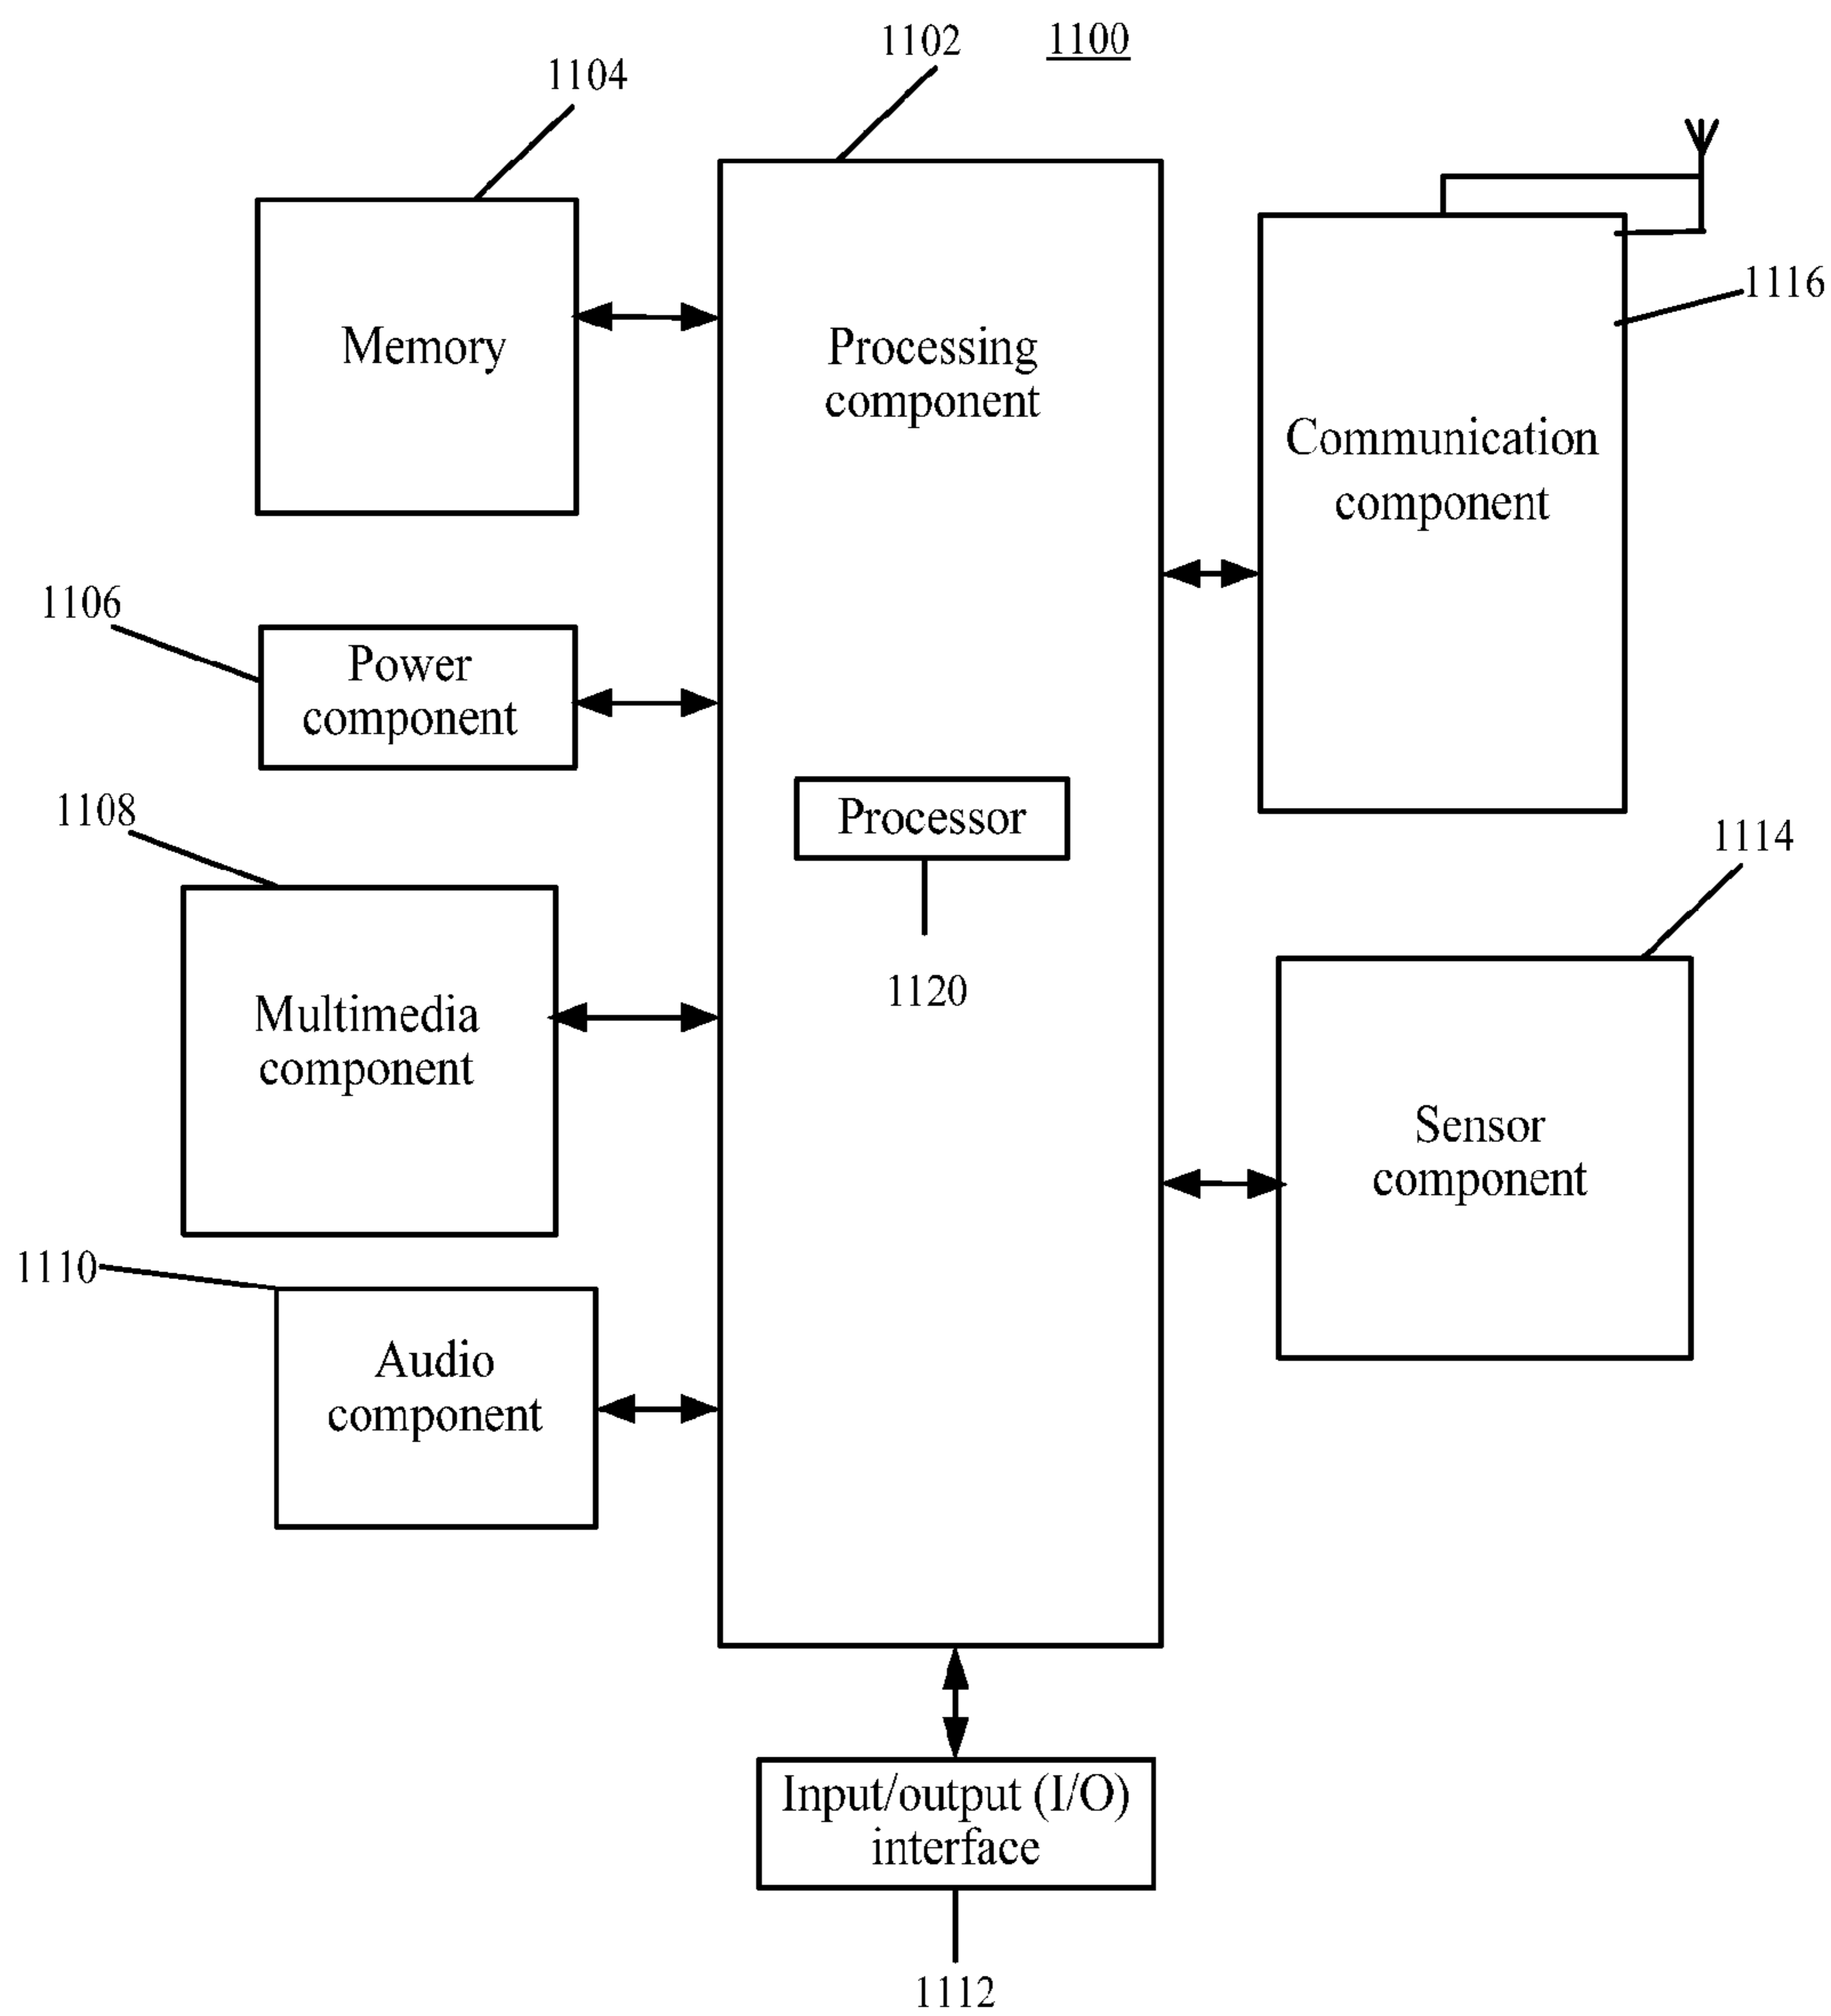 1100
1102
1104
Memory
Processing
component
1116
Communication
component
1106
Power
component
Processor
1120
1108
Multimedia
component
1114
Sensor
component
1110
Audio
component
Input/output (I/O)
interface
1112